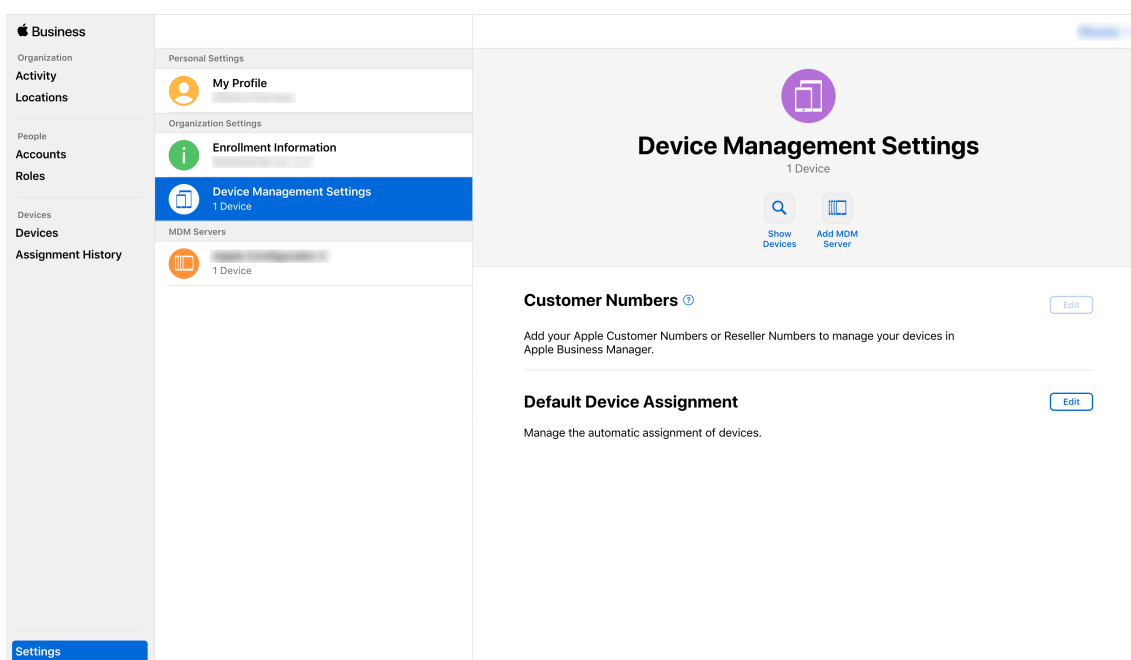 Business
Organization
Activity
Locations
People
Accounts
Roles
Devices
Devices
Assignment History
Settings
Personal Settings
My Profile
Organization Settings
Enrollment Information
Device Management Settings
1 Device
MDM Servers
1 Device
Device Management Settings
1 Device
Show
Devices
Add MDM
Server
Customer Numbers
Edit
Add your Apple Customer Numbers or Reseller Numbers to manage your devices in
Apple Business Manager.
Default Device Assignment
Edit
Manage the automatic assignment of devices.